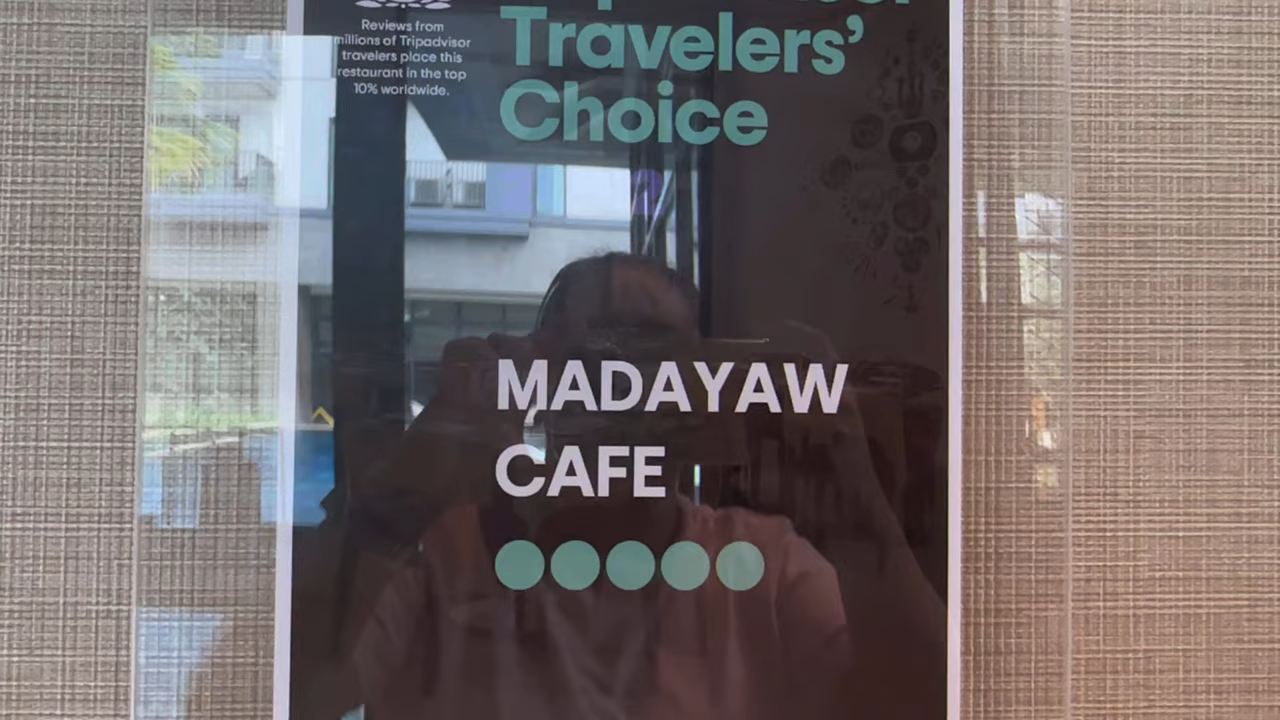 Reviews from
millions of Tripadvisor
travelers place this
restaurant in the top
10% worldwide.
Travelers’
Choice
MADAYAW
CAFE